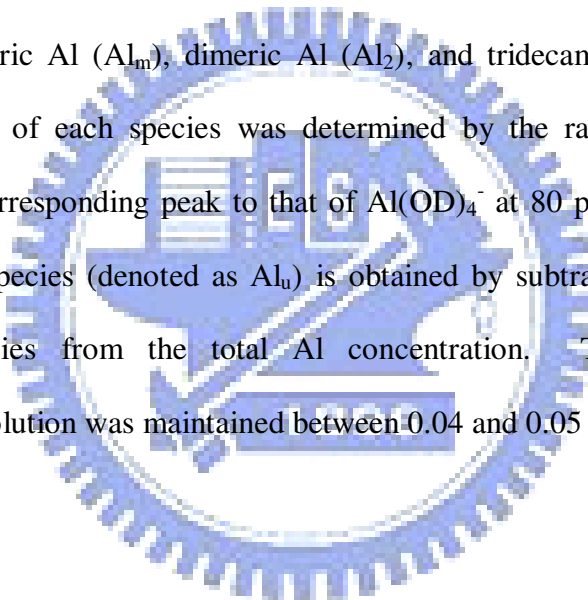 ric Al (Alₘ), dimeric Al (Al₂), and tridecam
of each species was determined by the ra
rresponding peak to that of Al(OD)₄⁻ at 80 p
pecies (denoted as Alᵤ) is obtained by subtra
ies from the total Al concentration. T
olution was maintained between 0.04 and 0.05